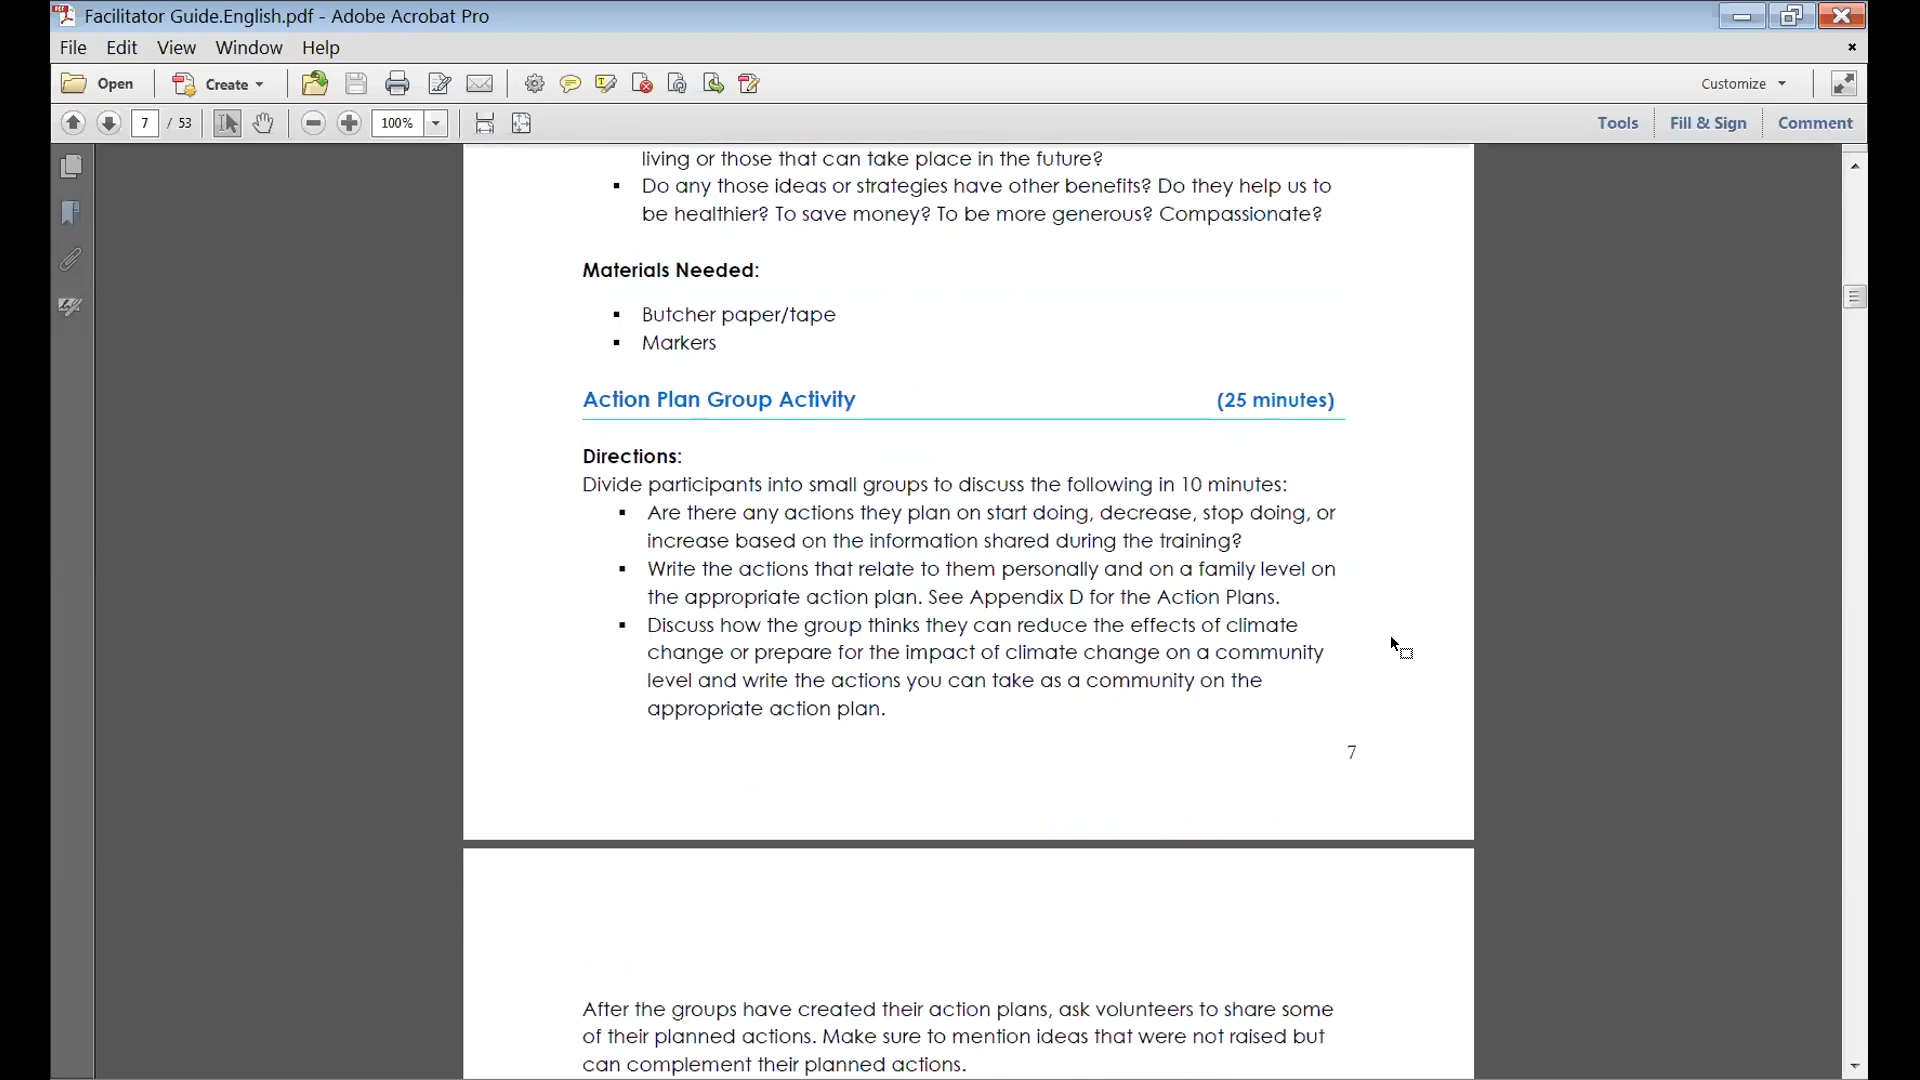 Facilitator Guide.English.pdf - Adobe Acrobat Pro
File Edit View Window Help
Open Create Customize
7 / 53 100% Tools Fill & Sign Comment
living or those that can take place in the future?
▪ Do any those ideas or strategies have other benefits? Do they help us to
be healthier? To save money? To be more generous? Compassionate?
Materials Needed:
▪ Butcher paper/tape
▪ Markers
Action Plan Group Activity (25 minutes)
Directions:
Divide participants into small groups to discuss the following in 10 minutes:
▪ Are there any actions they plan on start doing, decrease, stop doing, or
increase based on the information shared during the training?
▪ Write the actions that relate to them personally and on a family level on
the appropriate action plan. See Appendix D for the Action Plans.
▪ Discuss how the group thinks they can reduce the effects of climate
change or prepare for the impact of climate change on a community
level and write the actions you can take as a community on the
appropriate action plan.
7
After the groups have created their action plans, ask volunteers to share some
of their planned actions. Make sure to mention ideas that were not raised but
can complement their planned actions.